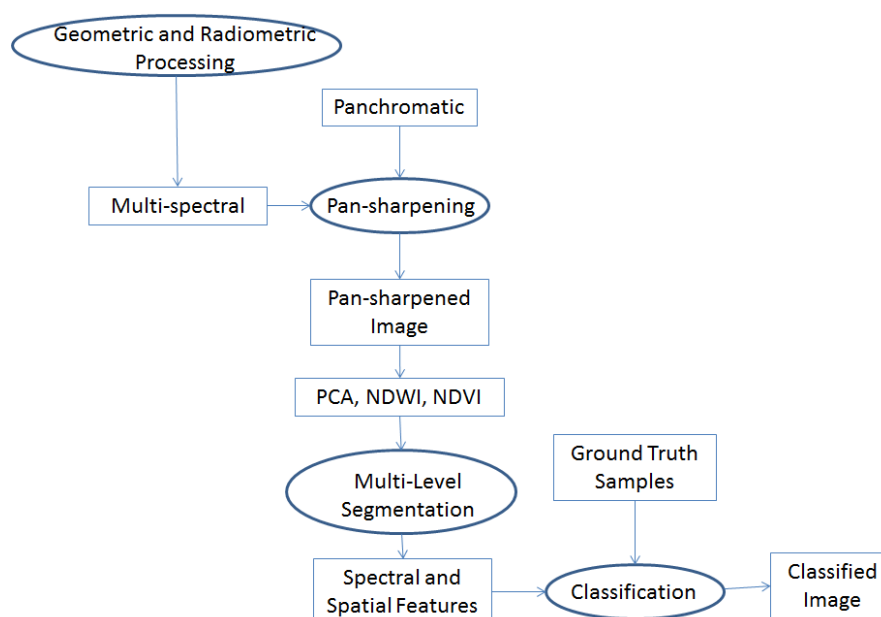 Geometric and Radiometric
Processing
Panchromatic
Multi-spectral
Pan-sharpening
Pan-sharpened
Image
PCA, NDWI, NDVI
Multi-Level
Segmentation
Ground Truth
Samples
Spectral and
Spatial Features
Classification
Classified
Image